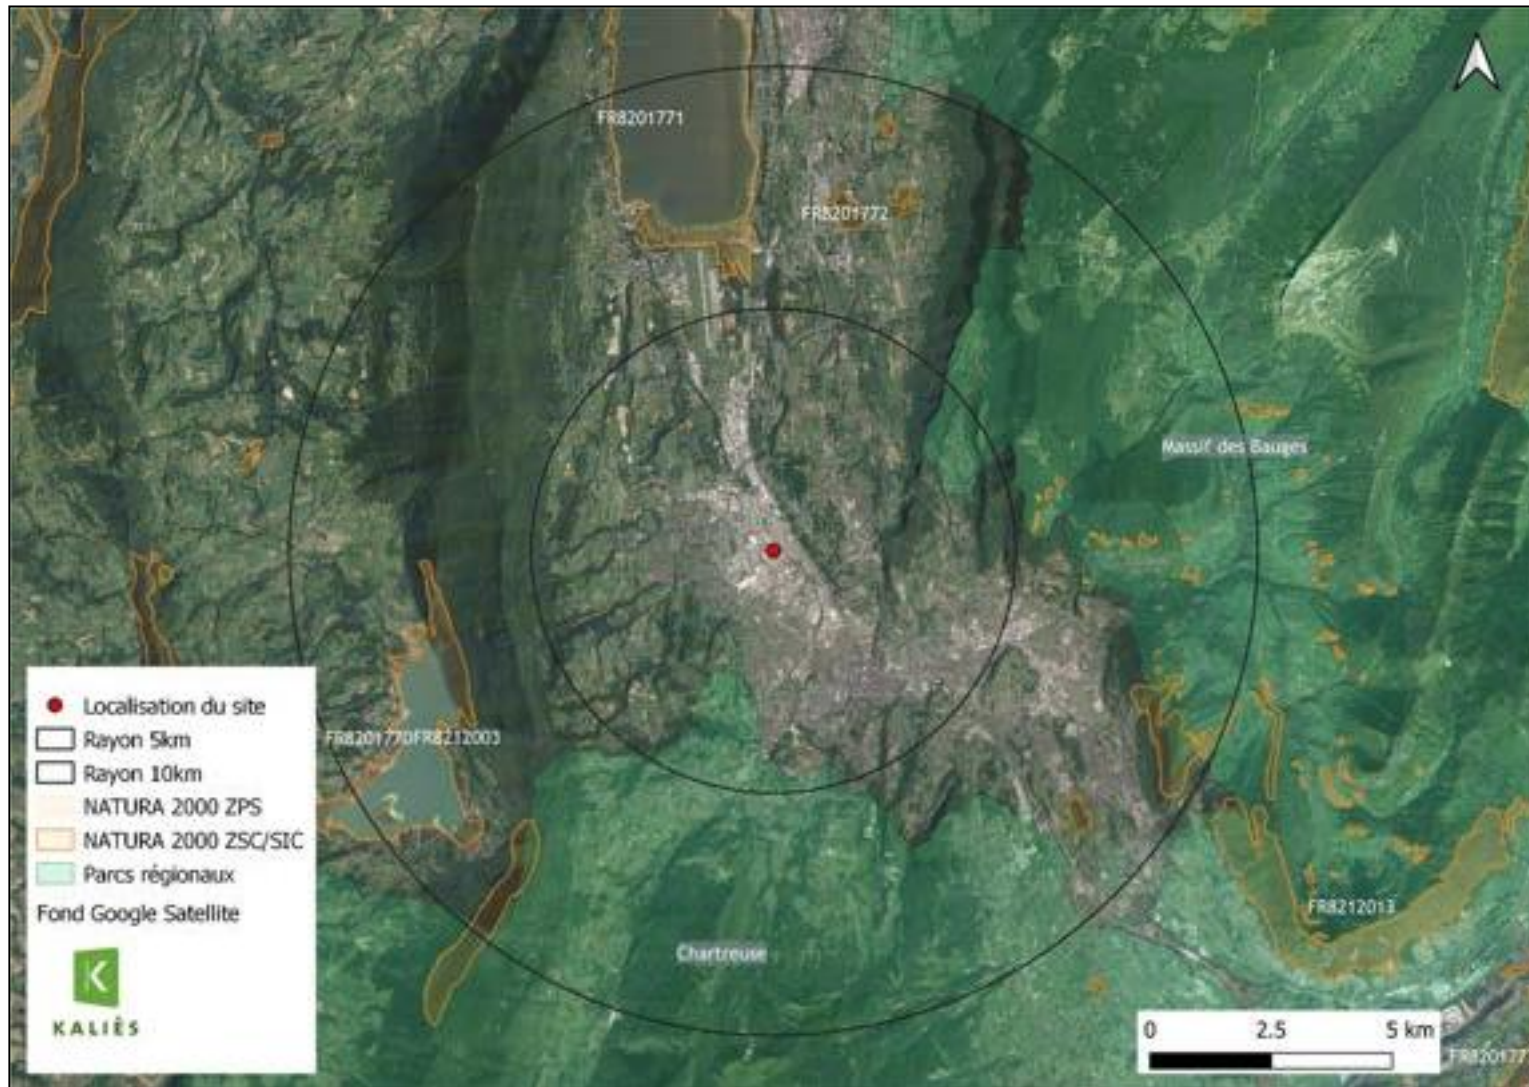 FR8201771
FR8201772
Massif des Bauges
FR8201770FR8212003
FR8212013
Chartreuse
Localisation du site
Rayon 5km
Rayon 10km
NATURA 2000 ZPS
NATURA 2000 ZSC/SIC
Parcs régionaux
Fond Google Satellite
K
KALIÈS
0 2.5 5 km
FR820177